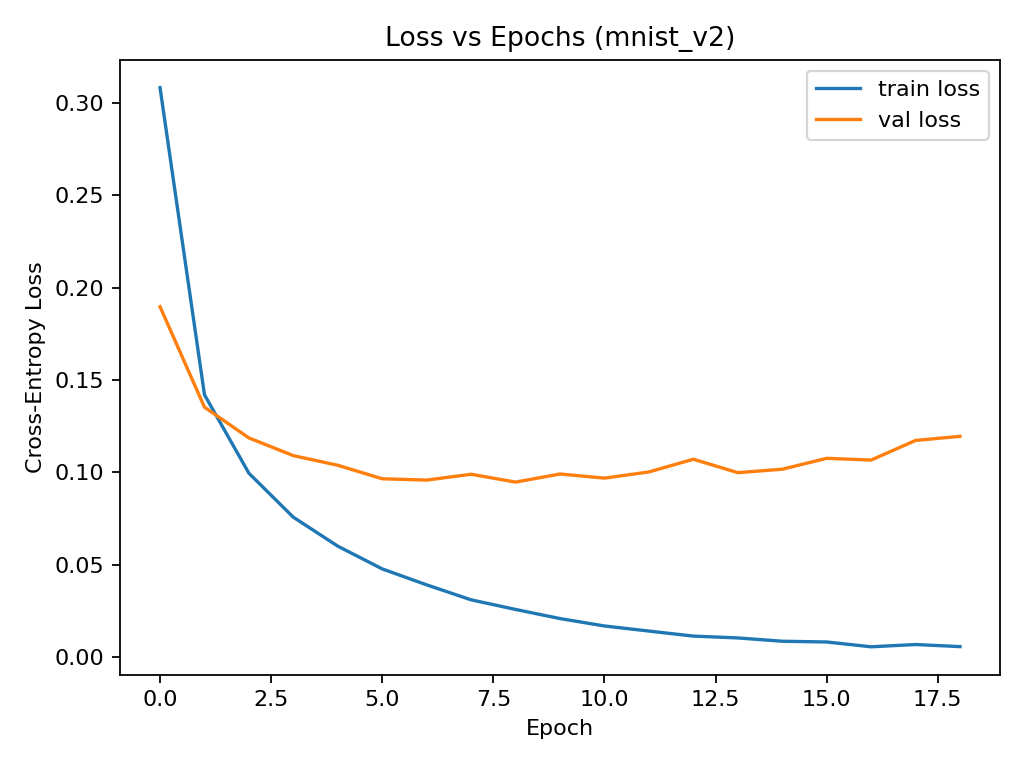 Loss vs Epochs (mnist_v2)
train loss
val loss
Cross-Entropy Loss
0.30
0.25
0.20
0.15
0.10
0.05
0.00
0.0 2.5 5.0 7.5 10.0 12.5 15.0 17.5
Epoch